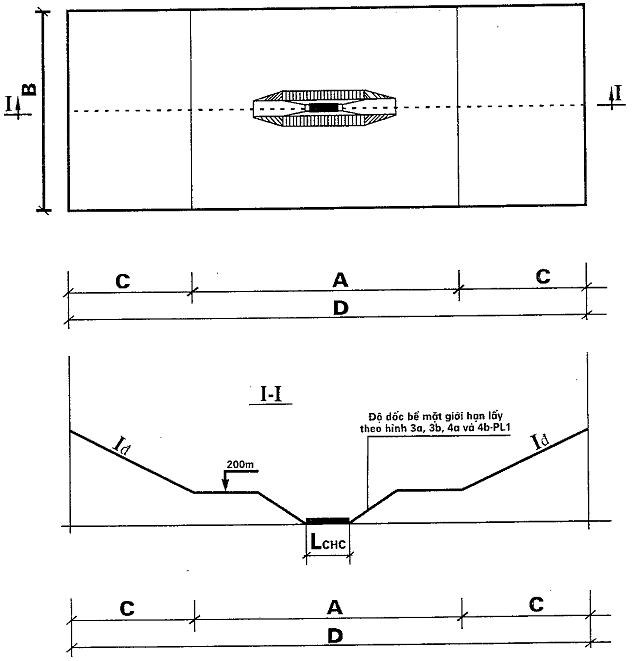 B
I
I
C
A
C
D
I-I
Độ dốc bề mặt giới hạn lấy
theo hình 3a, 3b, 4a và 4b-PL1
Id
Id
200m
LCHC
C
A
C
D